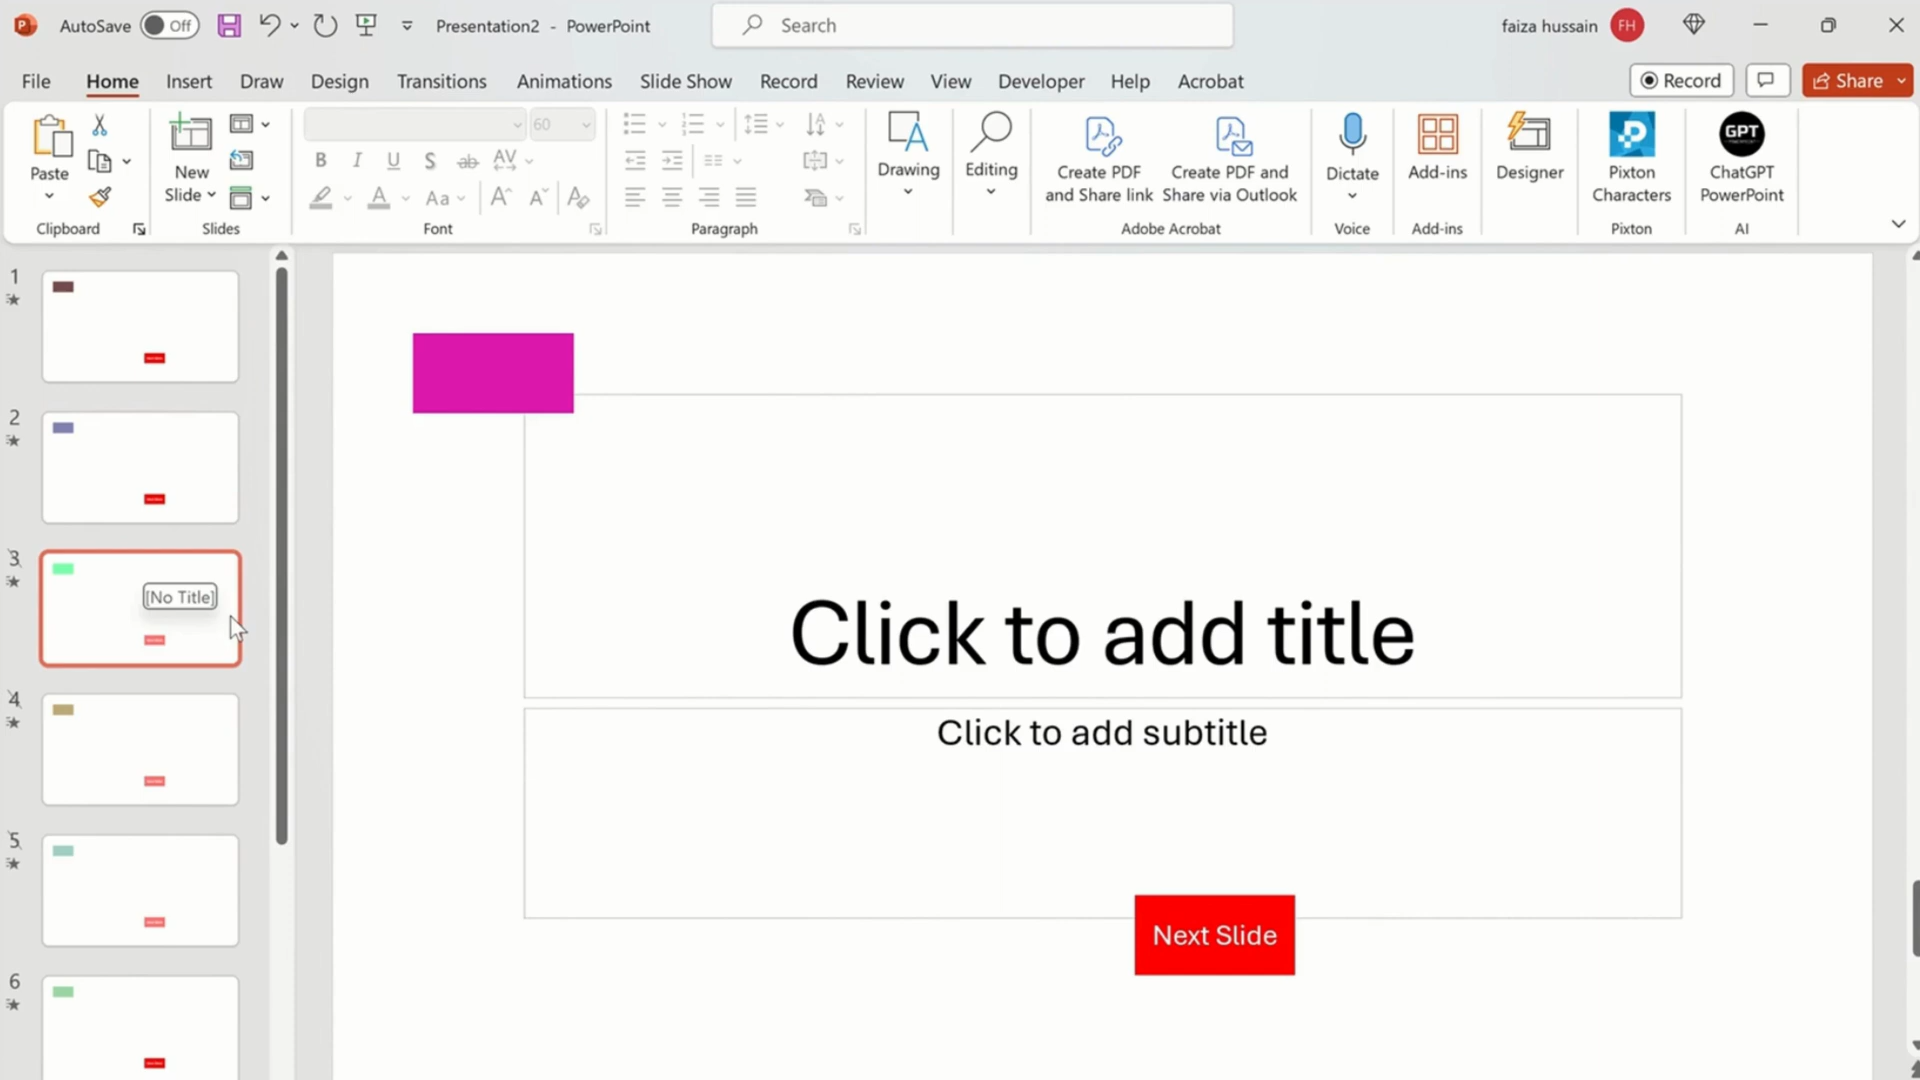 AutoSave Off Presentation2 - PowerPoint Search faiza hussain FH
File Home Insert Draw Design Transitions Animations Slide Show Record Review View Developer Help Acrobat Record Share
Paste
New
Slide
60
B I U S ab AV
A Aa A A A
Drawing
Editing
Create PDF
and Share link
Create PDF and
Share via Outlook
Dictate
Add-ins
Designer
Pixton
Characters
GPT
ChatGPT
PowerPoint
Clipboard Slides Font Paragraph Adobe Acrobat Voice Add-ins Pixton AI
1
2
3
[No Title]
4
5
6
Click to add title
Click to add subtitle
Next Slide